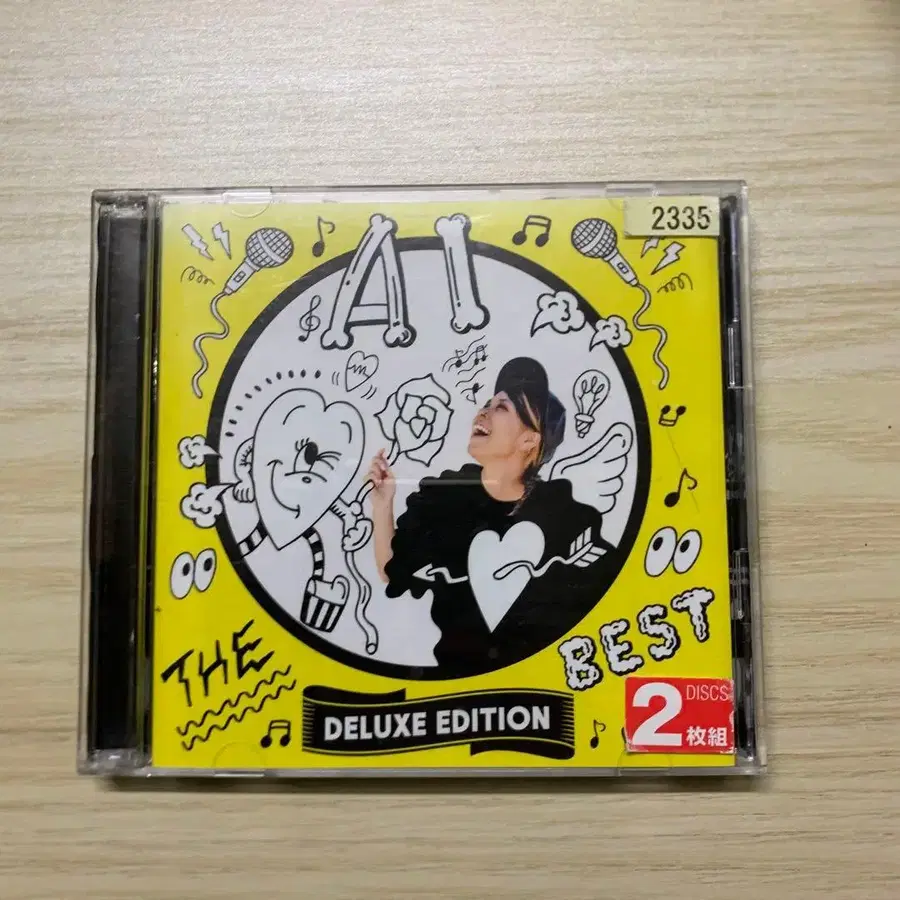 2335
AI
THE
BEST
DELUXE EDITION
2 DISCS
枚組